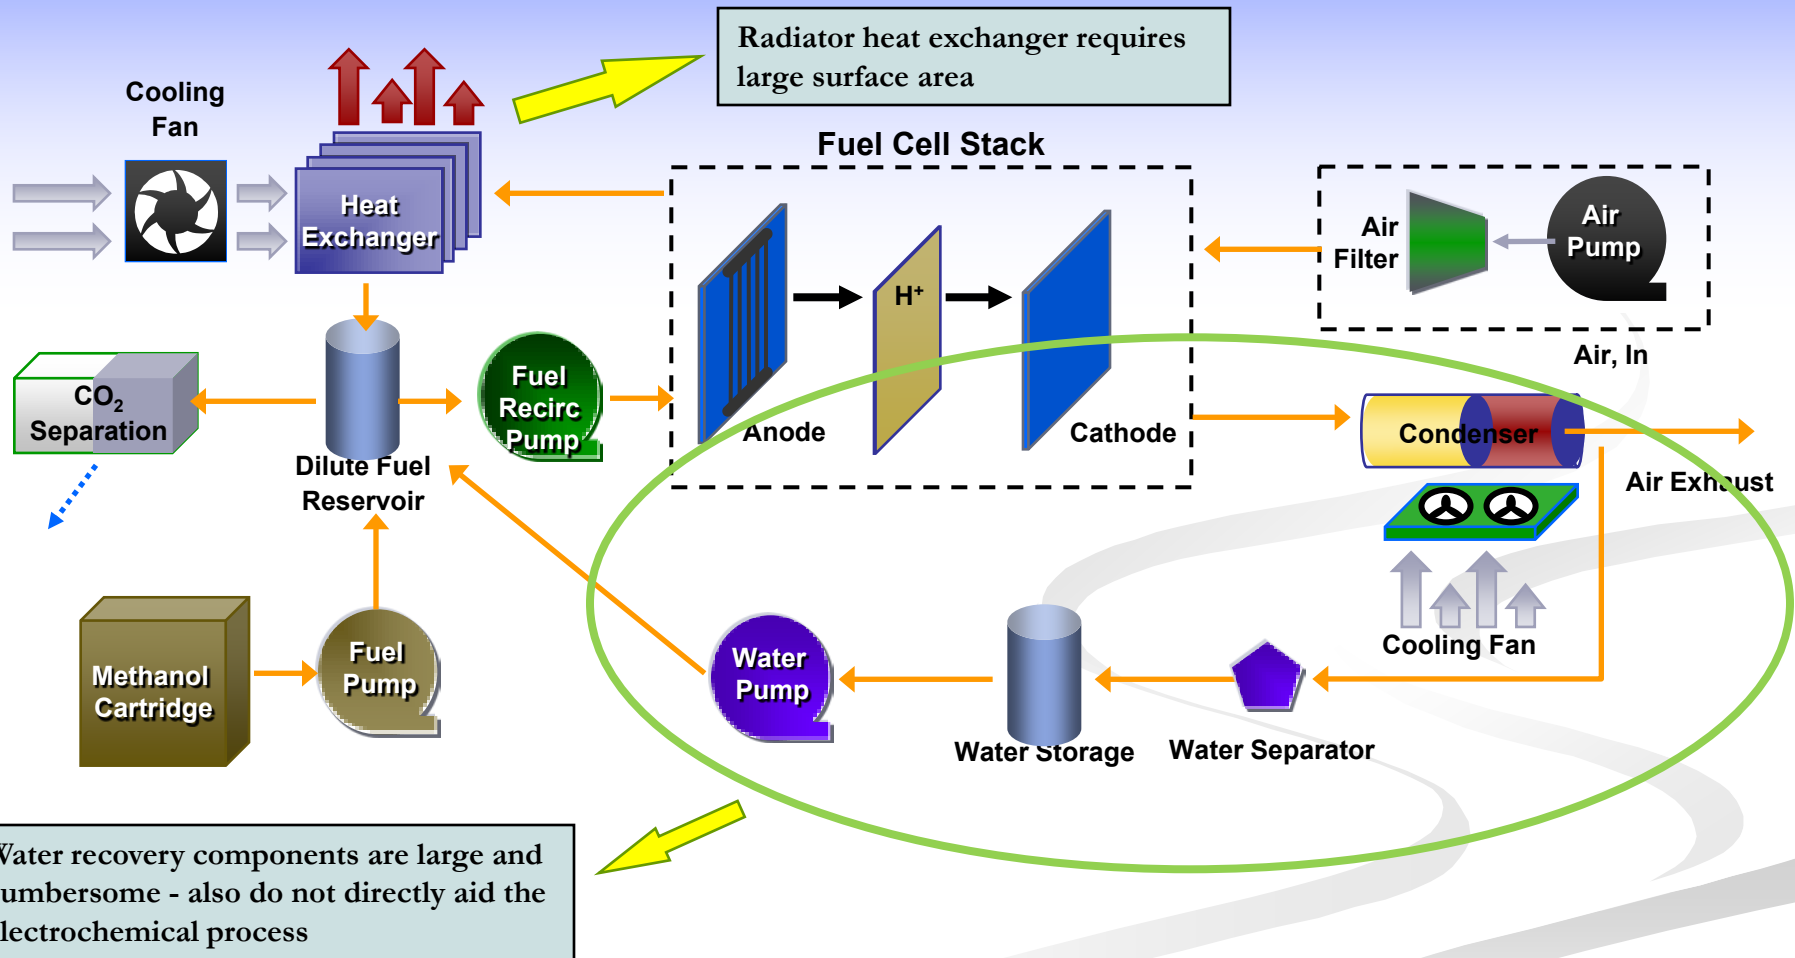 Radiator heat exchanger requires
large surface area
Cooling
Fan
Fuel Cell Stack
Heat
Exchanger
Air
Filter
Air
Pump
H+
Air, In
CO2
Separation
Fuel
Recirc
Pump
Anode
Cathode
Condenser
Dilute Fuel
Reservoir
Air Exhaust
Methanol
Cartridge
Fuel
Pump
Water
Pump
Cooling Fan
Water Storage
Water Separator
Water recovery components are large and
umbersome - also do not directly aid the
lectrochemical process